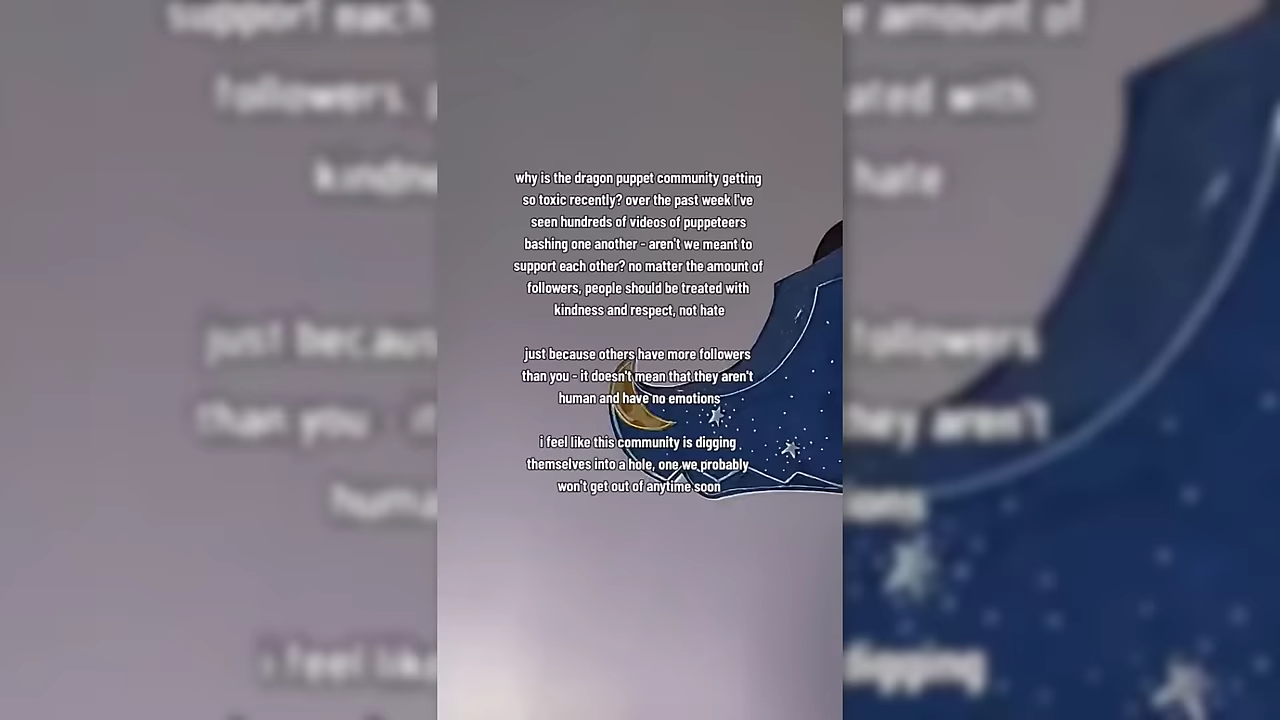 why is the dragon puppet community getting
so toxic recently? over the past week I've
seen hundreds of videos of puppeteers
bashing one another - aren't we meant to
support each other? no matter the amount of
followers, people should be treated with
kindness and respect, not hate
just because others have more followers
than you - it doesn't mean that they aren't
human and have no emotions
i feel like this community is digging
themselves into a hole, one we probably
won't get out of anytime soon